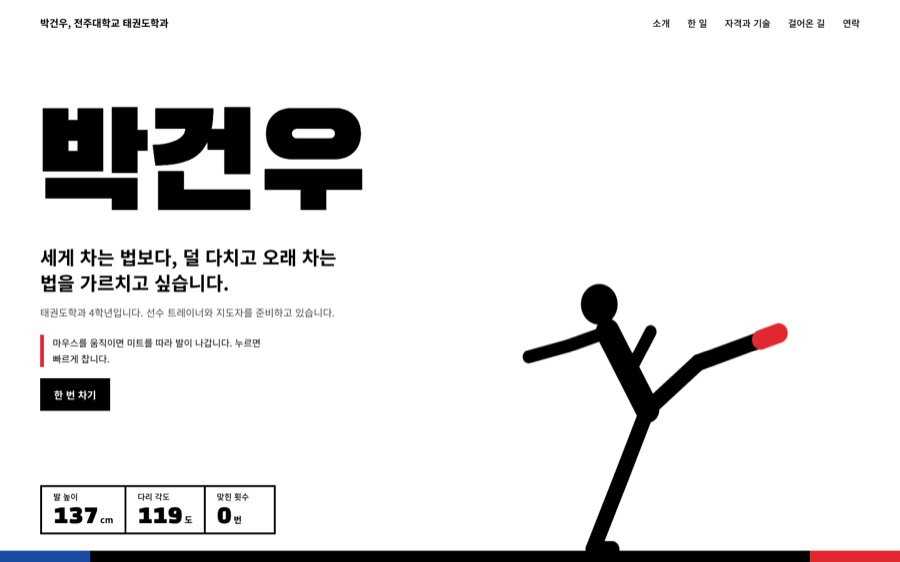 박건우, 전주대학교 태권도학과
소개 한 일 자격과 기술 걸어온 길 연락
박건우
세게 차는 법보다, 덜 다치고 오래 차는
법을 가르치고 싶습니다.
태권도학과 4학년입니다. 선수 트레이너와 지도자를 준비하고 있습니다.
마우스를 움직이면 미트를 따라 발이 나갑니다. 누르면
빠르게 찹니다.
한 번 차기
발 높이 다리 각도 맞힌 횟수
137 cm 119 도 0 번